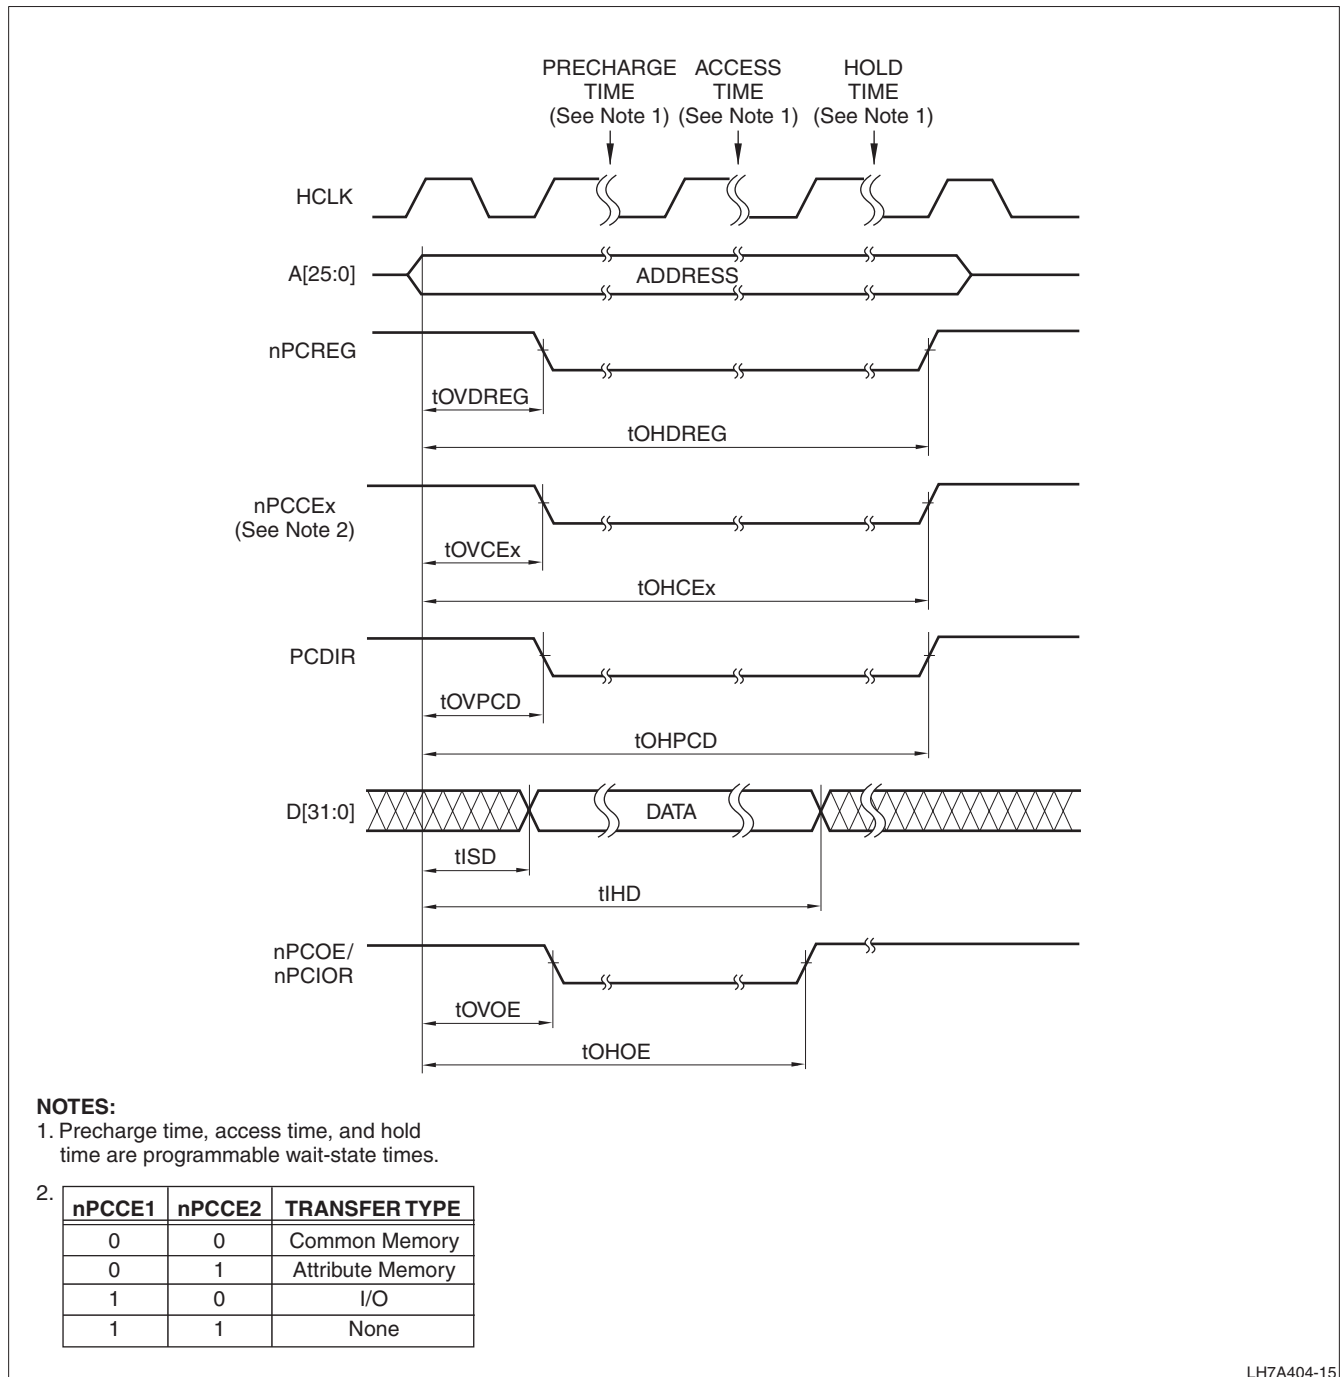 PRECHARGE TIME (See Note 1)
ACCESS TIME (See Note 1)
HOLD TIME (See Note 1)
HCLK
A[25:0]
ADDRESS
nPCREG
tOVDREG
tOHDREG
nPCCEx
(See Note 2)
tOVCEx
tOHCEx
PCDIR
tOVPCD
tOHPCD
D[31:0]
DATA
tISD
tIHD
nPCOE/
nPCIOR
tOVOE
tOHOE
NOTES:
1. Precharge time, access time, and hold
time are programmable wait-state times.
2.
nPCCE1 nPCCE2 TRANSFER TYPE
0 0 Common Memory
0 1 Attribute Memory
1 0 I/O
1 1 None
LH7A404-15